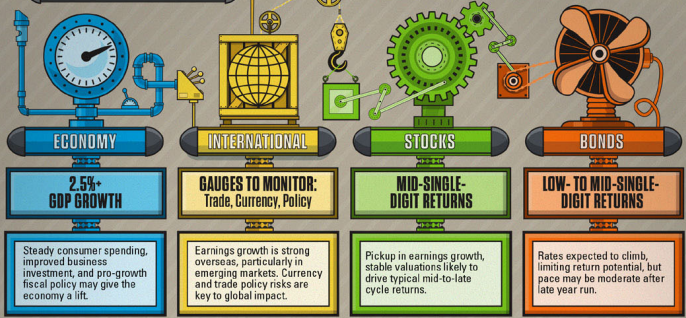 ECONOMY
2.5%+
GDP GROWTH
Steady consumer spending,
improved business
investment, and pro-growth
fiscal policy may give the
economy a lift.
INTERNATIONAL
GAUGES TO MONITOR:
Trade, Currency, Policy
Earnings growth is strong
overseas, particularly in
emerging markets. Currency
and trade policy risks are
key to global impact.
STOCKS
MID-SINGLE-
DIGIT RETURNS
Pickup in earnings growth,
stable valuations likely to
drive typical mid-to-late
cycle returns.
BONDS
LOW- TO MID-SINGLE-
DIGIT RETURNS
Rates expected to climb,
limiting return potential, but
pace may be moderate after
late year run.